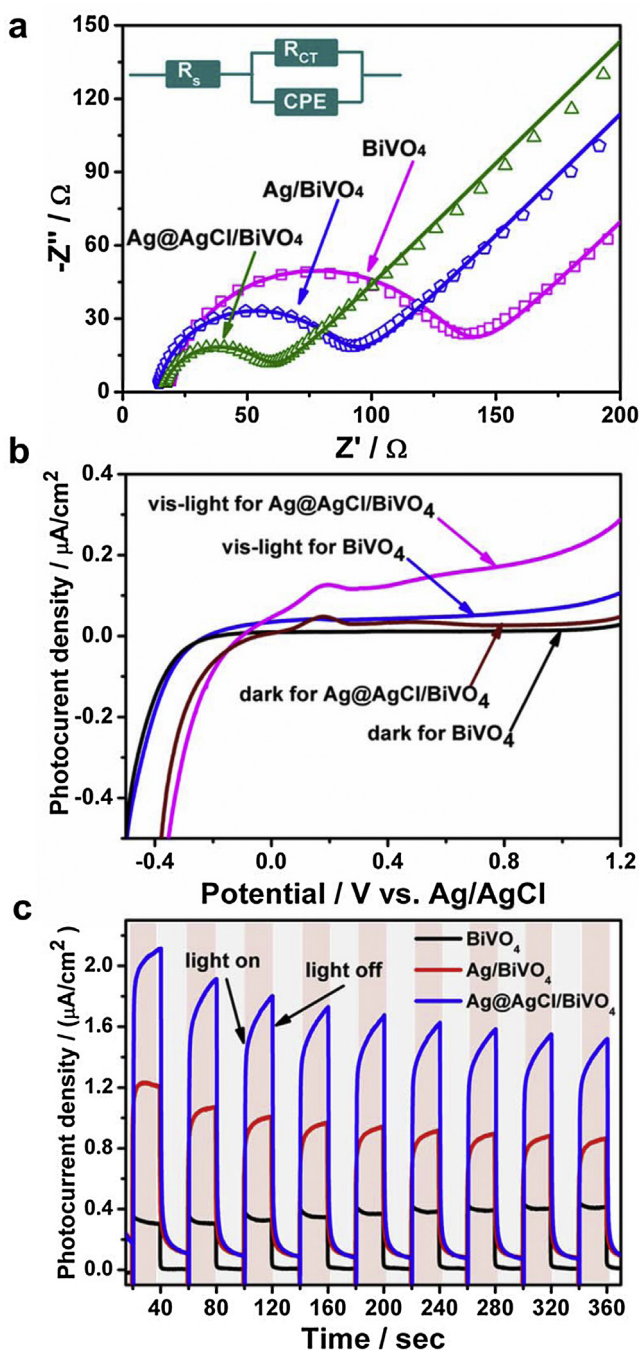 a
150
120
90
60
30
0
-Z'' / Ω
R_s
R_CT
CPE
BiVO₄
Ag/BiVO₄
Ag@AgCl/BiVO₄
0 50 100 150 200
Z' / Ω
b
0.4
0.2
0.0
-0.2
-0.4
Photocurent density / μA/cm²
vis-light for Ag@AgCl/BiVO₄
vis-light for BiVO₄
dark for Ag@AgCl/BiVO₄
dark for BiVO₄
-0.4 0.0 0.4 0.8 1.2
Potential / V vs. Ag/AgCl
c
2.0
1.6
1.2
0.8
0.4
0.0
Photocurrent density / (μA/cm²)
light on
light off
BiVO₄
Ag/BiVO₄
Ag@AgCl/BiVO₄
40 80 120 160 200 240 280 320 360
Time / sec